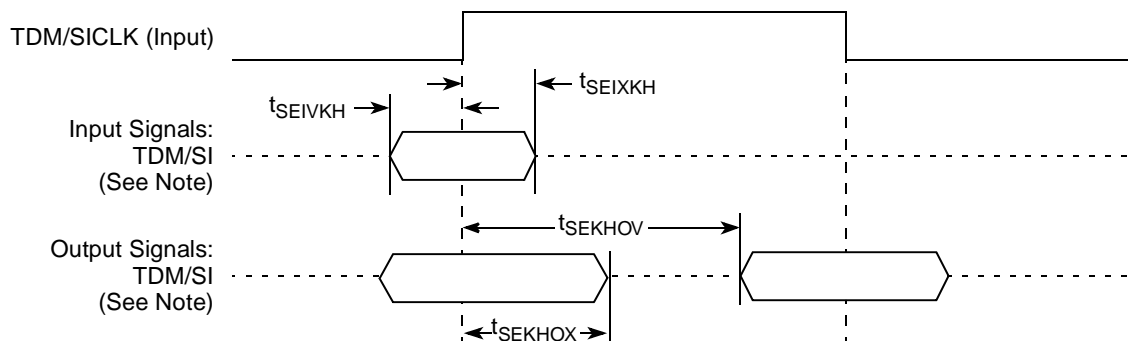 TDM/SICLK (Input)
tSEIXKH
tSEIVKH
Input Signals:
TDM/SI
(See Note)
tSEKHOV
Output Signals:
TDM/SI
(See Note)
tSEKHOX